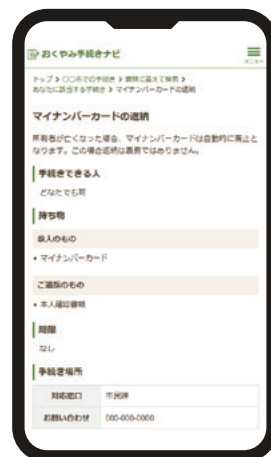 おくやみ手続きナビ
メニュー
トップ > 〇〇市での手続き > 質問に答えて検索 >
あなたに該当する手続き > マイナンバーカードの返納
マイナンバーカードの返納
所有者が亡くなった場合、マイナンバーカードは自動的に廃止と
なります。この場合返納は義務ではありません。
手続きできる人
どなたでも可
持ち物
故人のもの
• マイナンバーカード
ご遺族のもの
• 本人確認書類
期限
なし
手続き場所
対応窓口 市民課
お問い合わせ 000-000-0000